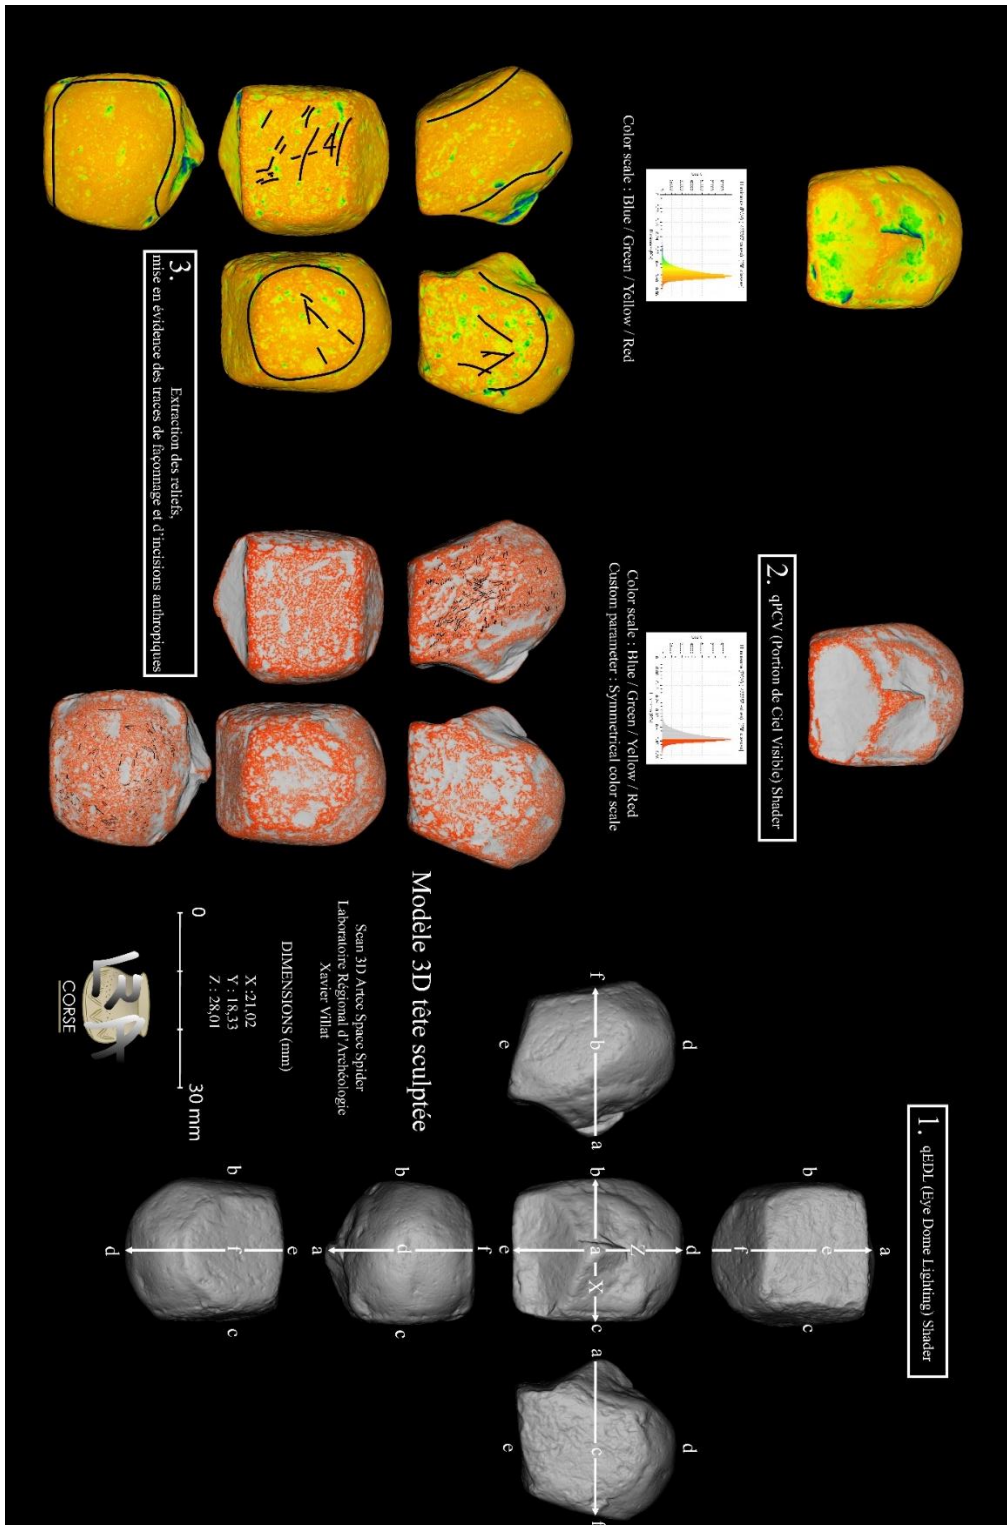 1. qEDL (Eye Dome Lighting) Shader
b
f
e
a
c
d
f
b
a
e
b
e
a
Z
X
d
c
a
d
c
e
f
b
a
d
f
c
b
d
f
e
c
Modèle 3D tête sculptée
Scan 3D Artec Space Spider
Laboratoire Régional d'Archéologie
Xavier Villat
DIMENSIONS (mm)
X :21,02
Y : 18,33
Z : 28,01
0
30 mm
LRA
CORSE
2. qPCV (Portion de Ciel Visible) Shader
Color scale : Blue / Green / Yellow / Red
Color scale : Blue / Green / Yellow / Red
Custom parameter : Symmetrical color scale
3. Extraction des reliefs,
mise en évidence des traces de façonnage et d'incisions anthropiques